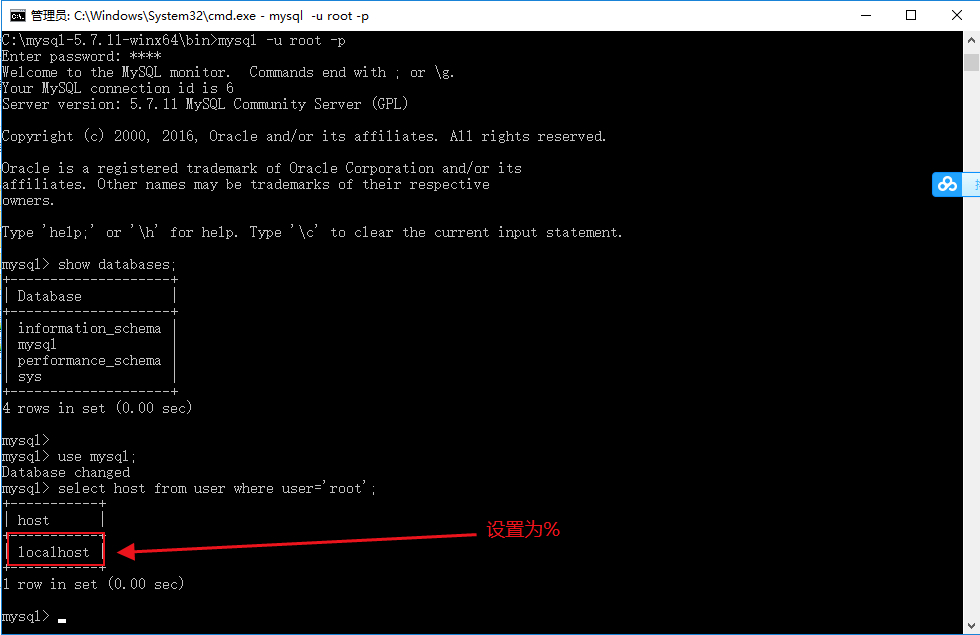 管理员: C:\Windows\System32\cmd.exe - mysql -u root -p
C:\mysql-5.7.11-winx64\bin>mysql -u root -p
Enter password: ****
Welcome to the MySQL monitor.  Commands end with ; or \g.
Your MySQL connection id is 6
Server version: 5.7.11 MySQL Community Server (GPL)
Copyright (c) 2000, 2016, Oracle and/or its affiliates. All rights reserved.
Oracle is a registered trademark of Oracle Corporation and/or its
affiliates. Other names may be trademarks of their respective
owners.
Type 'help;' or '\h' for help. Type '\c' to clear the current input statement.
mysql> show databases;
+--------------------+
| Database           |
+--------------------+
| information_schema |
| mysql              |
| performance_schema |
| sys                |
+--------------------+
4 rows in set (0.00 sec)
mysql>
mysql> use mysql;
Database changed
mysql> select host from user where user='root';
+-----------+
| host      |
+-----------+
| localhost |
+-----------+
设置为%
1 row in set (0.00 sec)
mysql>